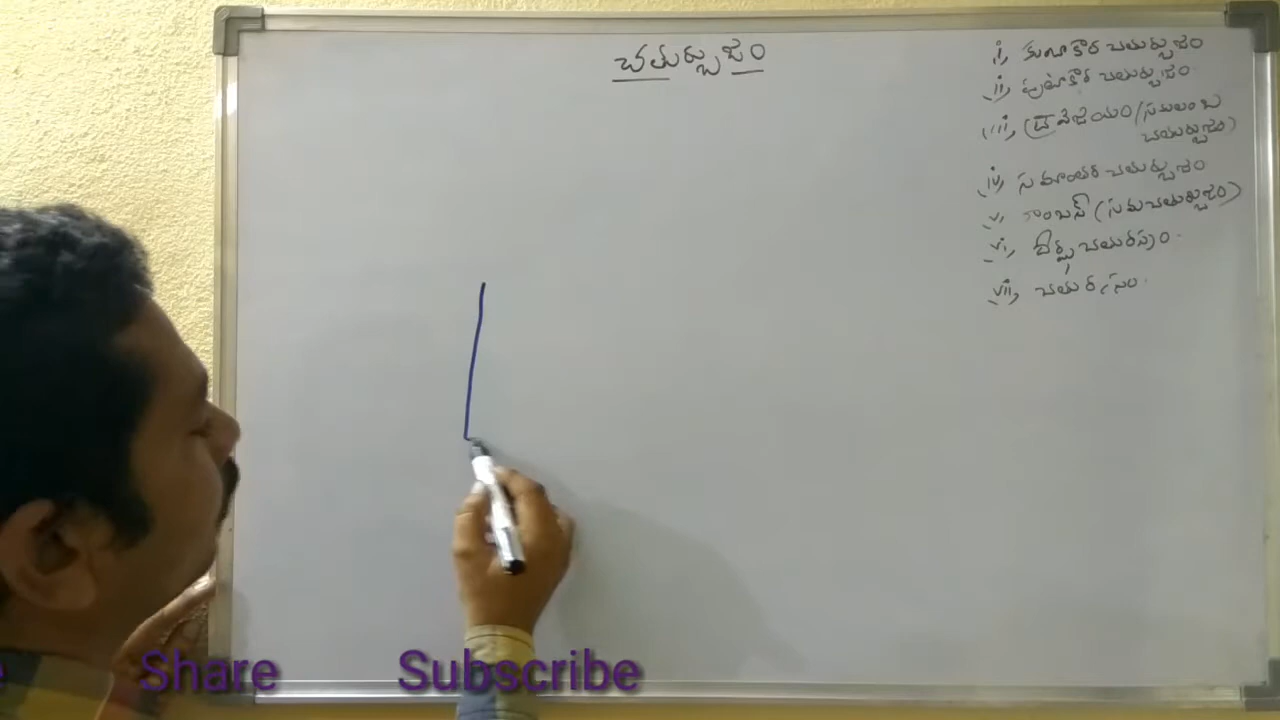 చతుర్భుజం
i, కుంభాకార చతుర్భుజం
ii, పుటాకార చతుర్భుజం
iii, ట్రాపిజియం/సమలంబ
చతుర్భుజం)
iv, సమాంతర చతుర్భుజం
v, రాంబస్ (సమచతుర్భుజం)
vi, దీర్ఘ చతురస్రం.
vii, చతురస్రం.
Share Subscribe